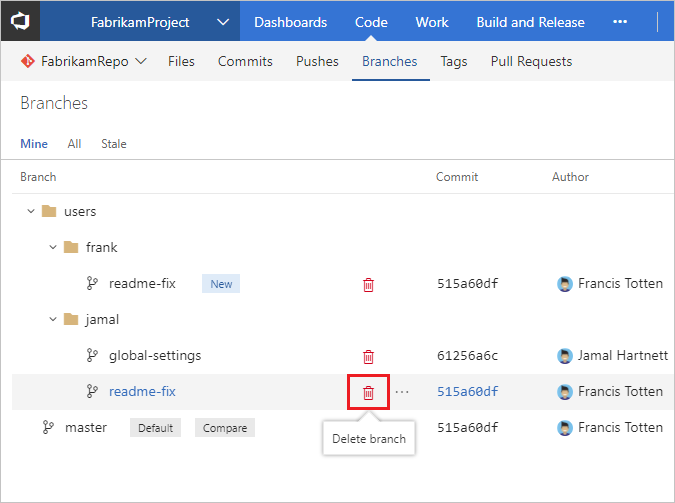 FabrikamProject Dashboards Code Work Build and Release ...
FabrikamRepo Files Commits Pushes Branches Tags Pull Requests
Branches
Mine All Stale
Branch Commit Author
users
frank
readme-fix New 515a60df Francis Totten
jamal
global-settings 61256a6c Jamal Hartnett
readme-fix ... 515a60df Francis Totten
master Default Compare 515a60df Francis Totten
Delete branch